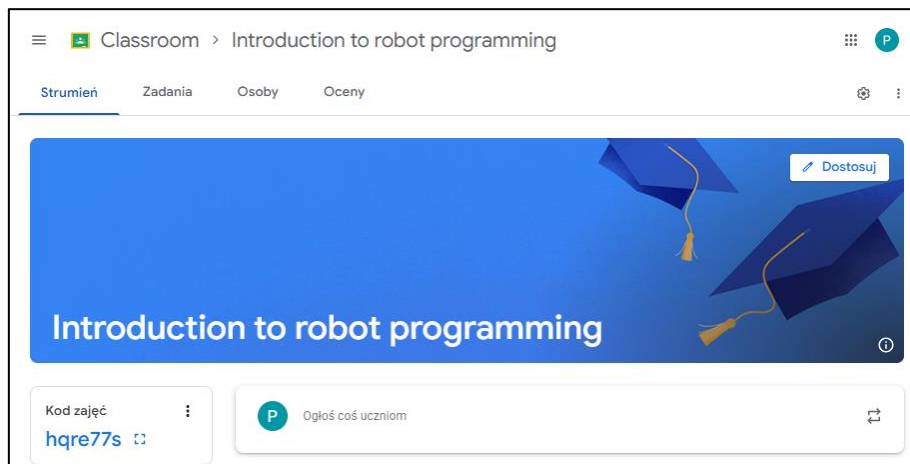 Classroom > Introduction to robot programming
P
Strumień Zadania Osoby Oceny
Dostosuj
Introduction to robot programming
Kod zajęć
hqre77s
P Ogłoś coś uczniom